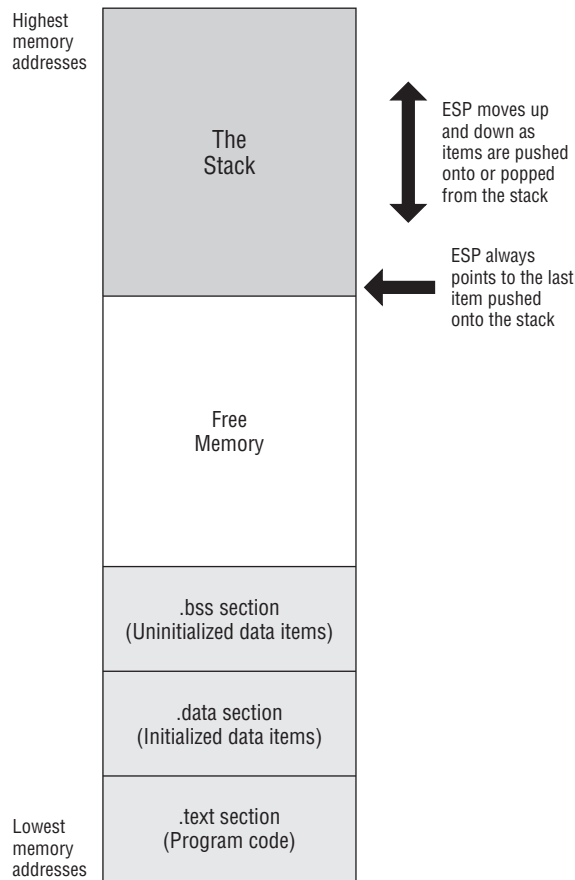 Highest
memory
addresses
The
Stack
ESP moves up
and down as
items are pushed
onto or popped
from the stack
ESP always
points to the last
item pushed
onto the stack
Free
Memory
.bss section
(Uninitialized data items)
.data section
(Initialized data items)
.text section
(Program code)
Lowest
memory
addresses